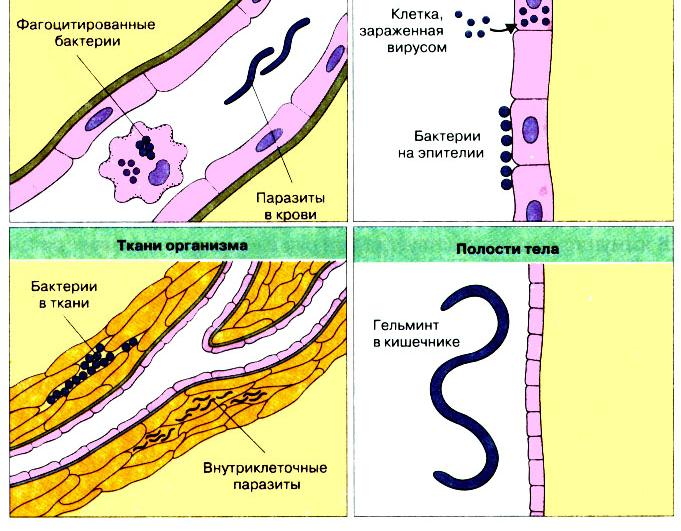 Фагоцитированные
бактерии
Паразиты
в крови
Клетка,
зараженная
вирусом
Бактерии
на эпителии
Ткани организма
Бактерии
в ткани
Внутриклеточные
паразиты
Полости тела
Гельминт
в кишечнике